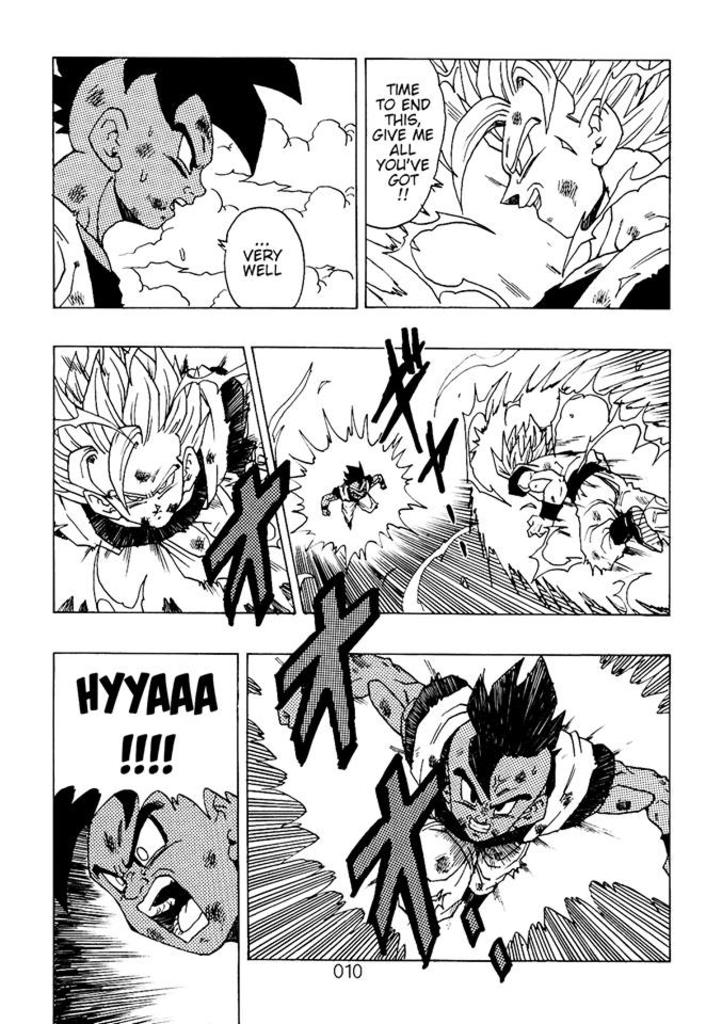 TIME
TO END
THIS,
GIVE ME
ALL
YOU'VE
GOT
!!
...
VERY
WELL
HYYAAA
!!!!
010